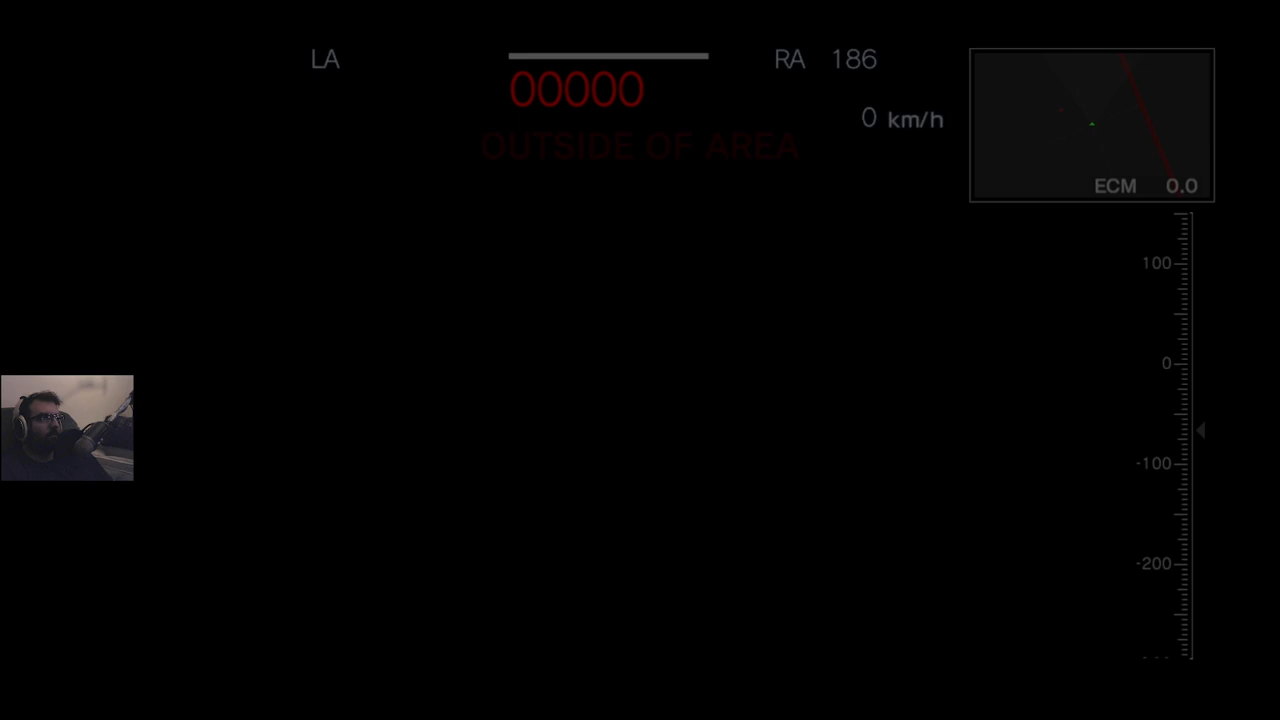 LA
RA 186
00000
0 km/h
OUTSIDE OF AREA
ECM 0.0
100
0
-100
-200